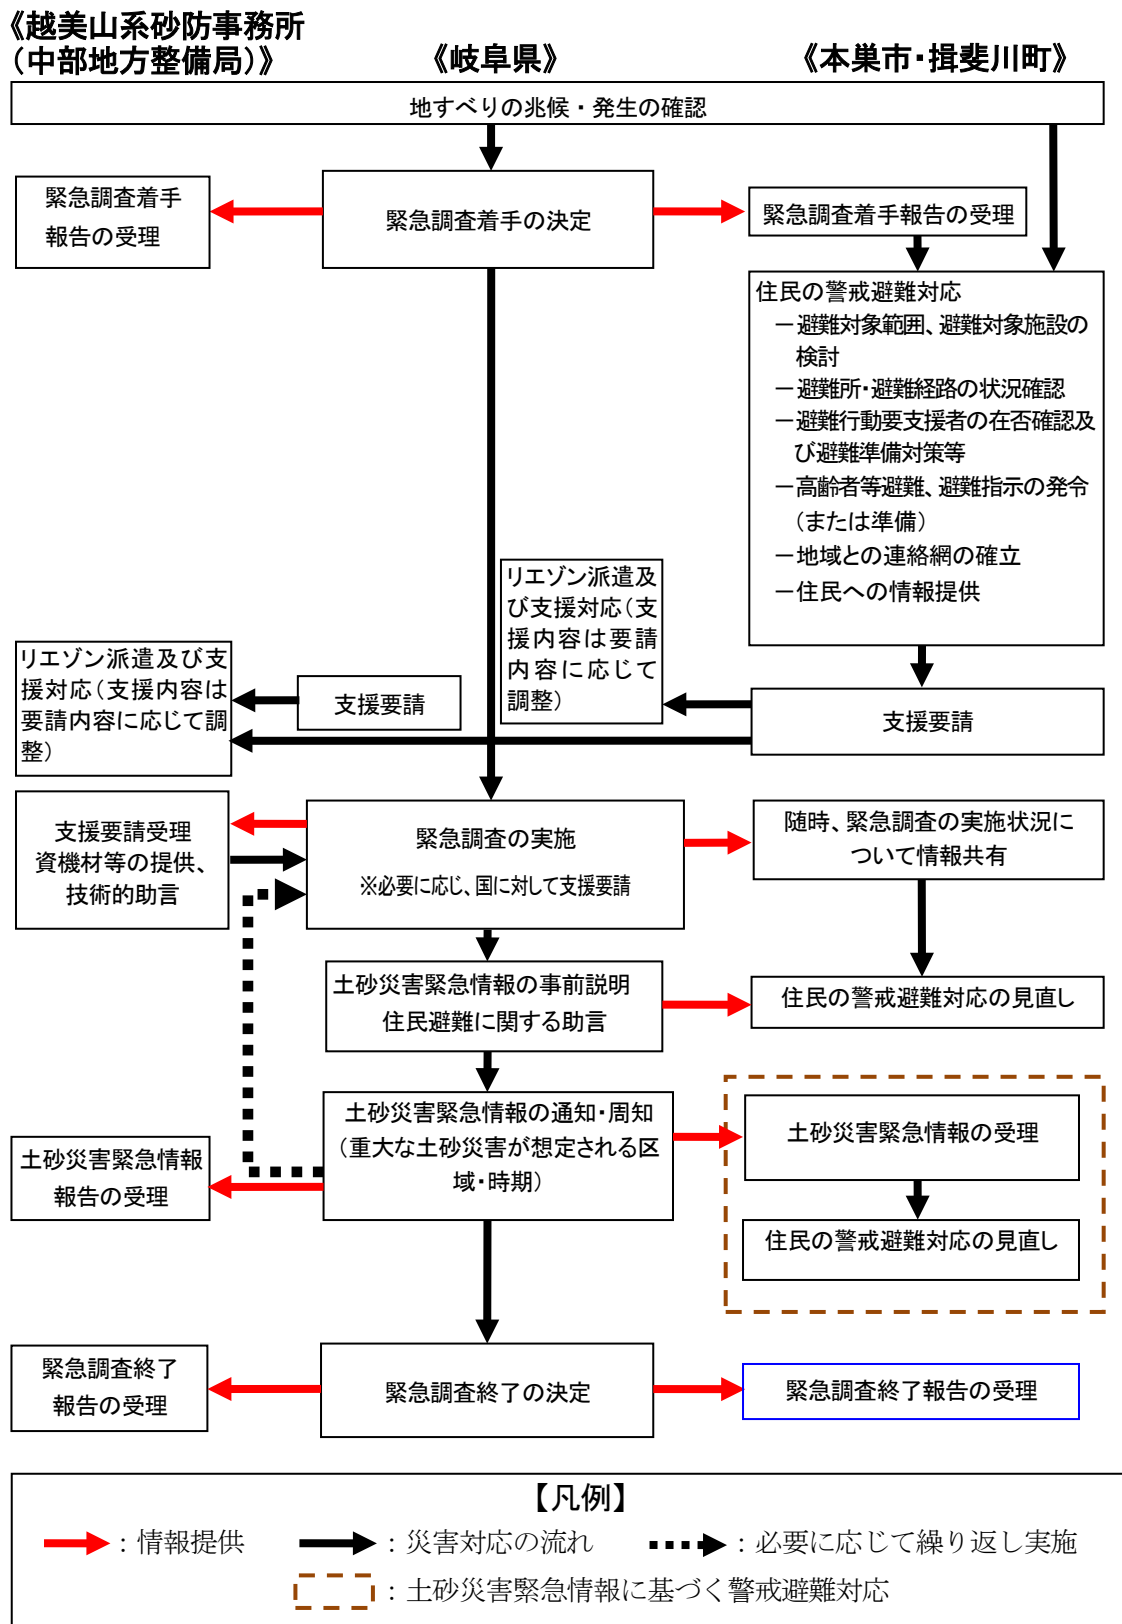 《越美山系砂防事務所
（中部地方整備局）》
《岐阜県》
《本巣市・揖斐川町》
地すべりの兆候・発生の確認
緊急調査着手
報告の受理
緊急調査着手の決定
緊急調査着手報告の受理
住民の警戒避難対応
－避難対象範囲、避難対象施設の
検討
－避難所・避難経路の状況確認
－避難行動要支援者の在否確認及
び避難準備対策等
－高齢者等避難、避難指示の発令
（または準備）
－地域との連絡網の確立
－住民への情報提供
リエゾン派遣及
び支援対応（支
援内容は要請
内容に応じて
調整）
リエゾン派遣及び支
援対応（支援内容は
要請内容に応じて調
整）
支援要請
支援要請
支援要請受理
資機材等の提供、
技術的助言
緊急調査の実施
※必要に応じ、国に対して支援要請
随時、緊急調査の実施状況に
ついて情報共有
土砂災害緊急情報の事前説明
住民避難に関する助言
住民の警戒避難対応の見直し
土砂災害緊急情報の通知・周知
（重大な土砂災害が想定される区
域・時期）
土砂災害緊急情報の受理
土砂災害緊急情報
報告の受理
住民の警戒避難対応の見直し
緊急調査終了
報告の受理
緊急調査終了の決定
緊急調査終了報告の受理
【凡例】
：情報提供
：災害対応の流れ
：必要に応じて繰り返し実施
：土砂災害緊急情報に基づく警戒避難対応